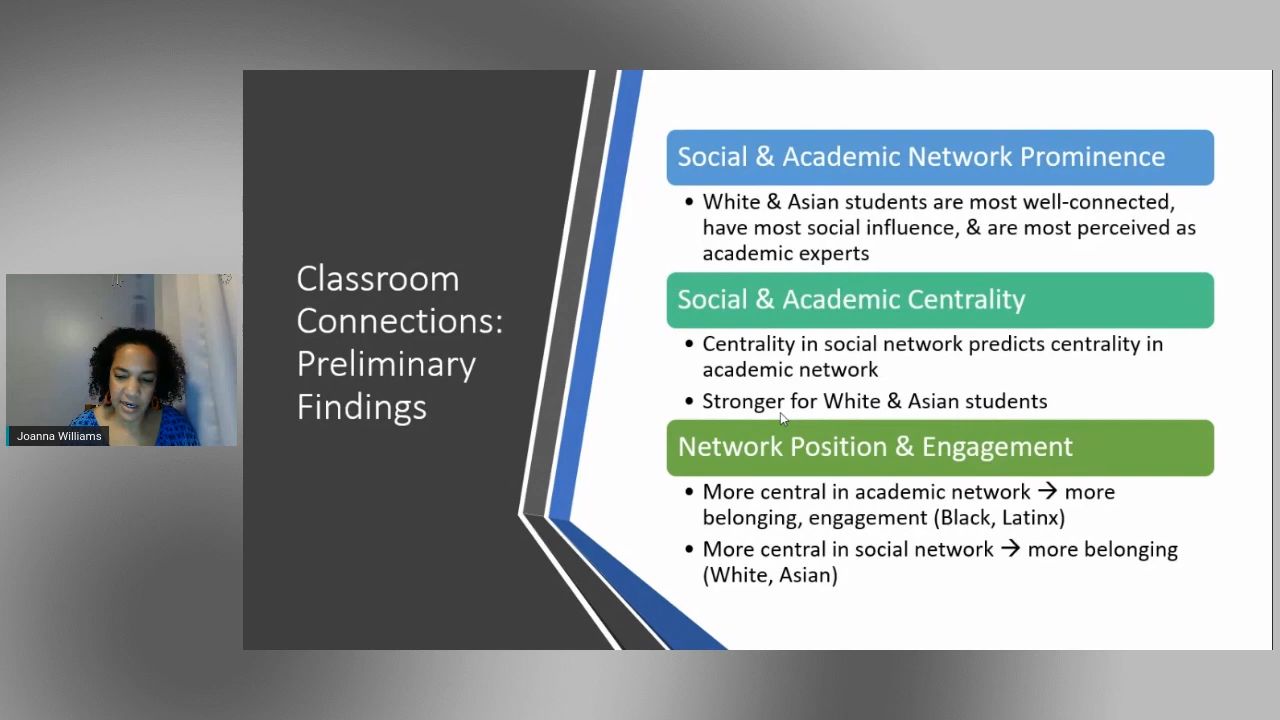 Classroom
Connections:
Preliminary
Findings
Social & Academic Network Prominence
• White & Asian students are most well-connected,
have most social influence, & are most perceived as
academic experts
Social & Academic Centrality
• Centrality in social network predicts centrality in
academic network
• Stronger for White & Asian students
Network Position & Engagement
• More central in academic network → more
belonging, engagement (Black, Latinx)
• More central in social network → more belonging
(White, Asian)
Joanna Williams